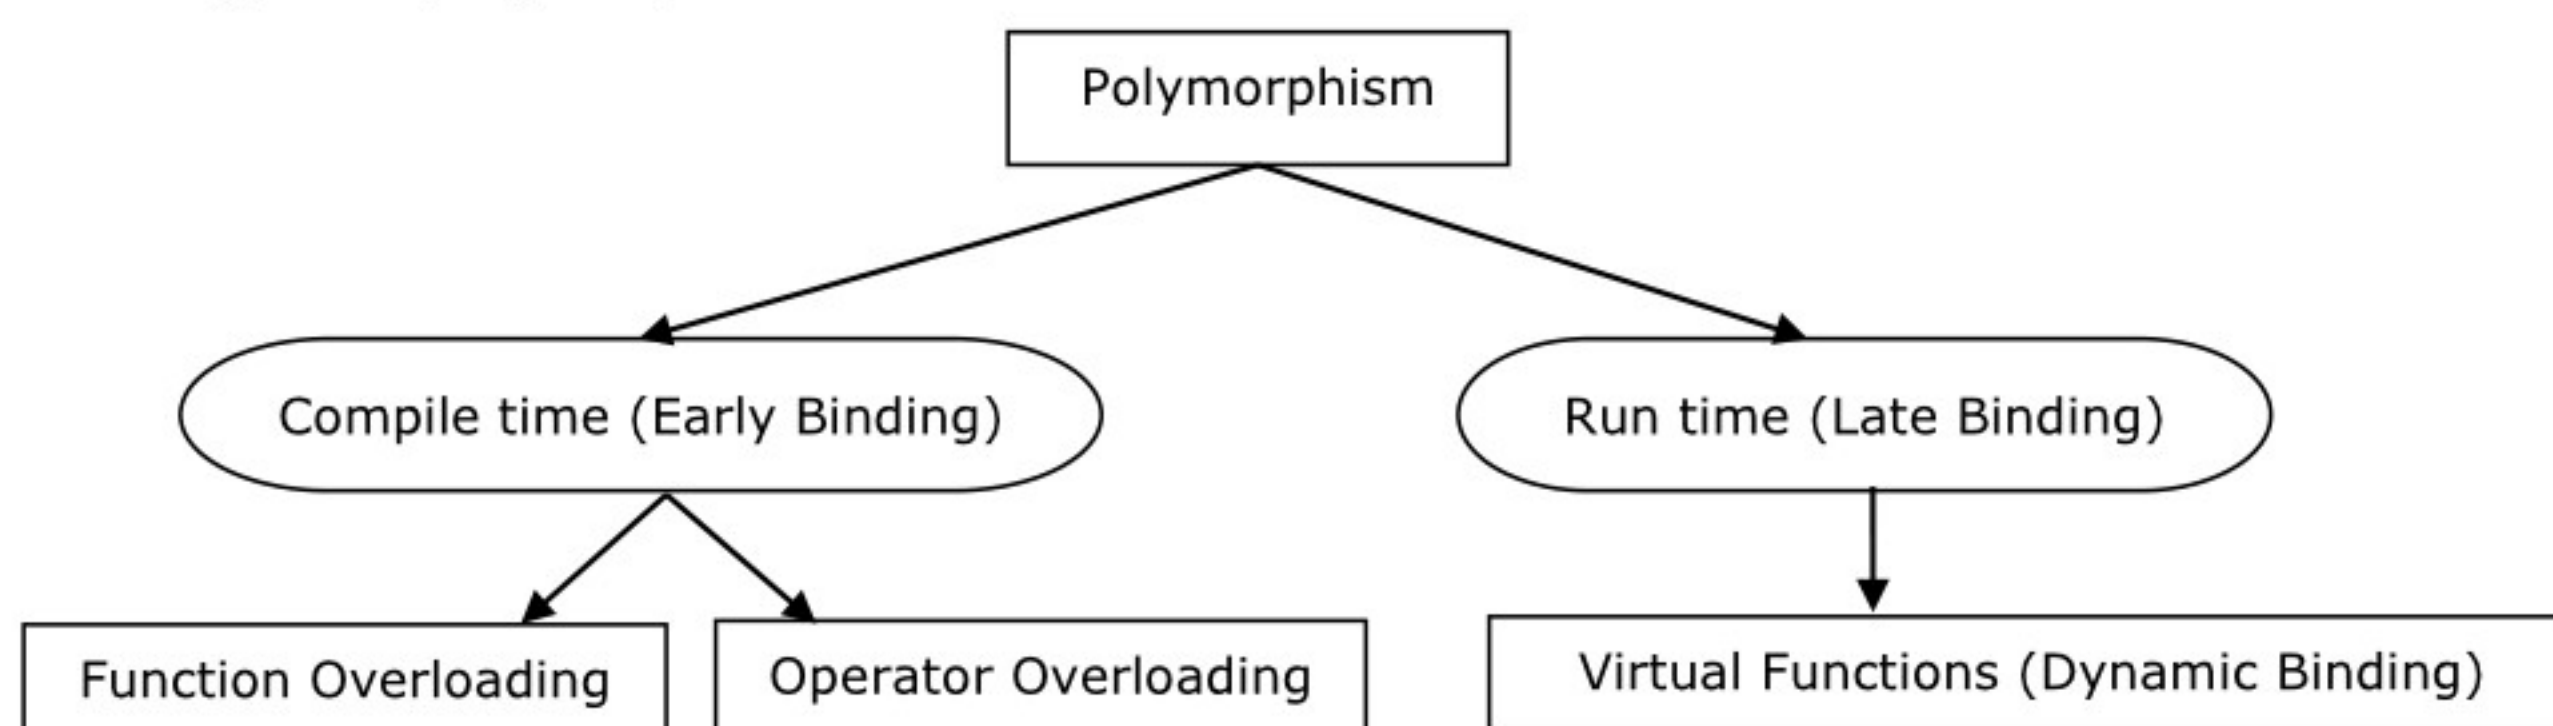 Polymorphism
Compile time (Early Binding)
Run time (Late Binding)
Function Overloading
Operator Overloading
Virtual Functions (Dynamic Binding)